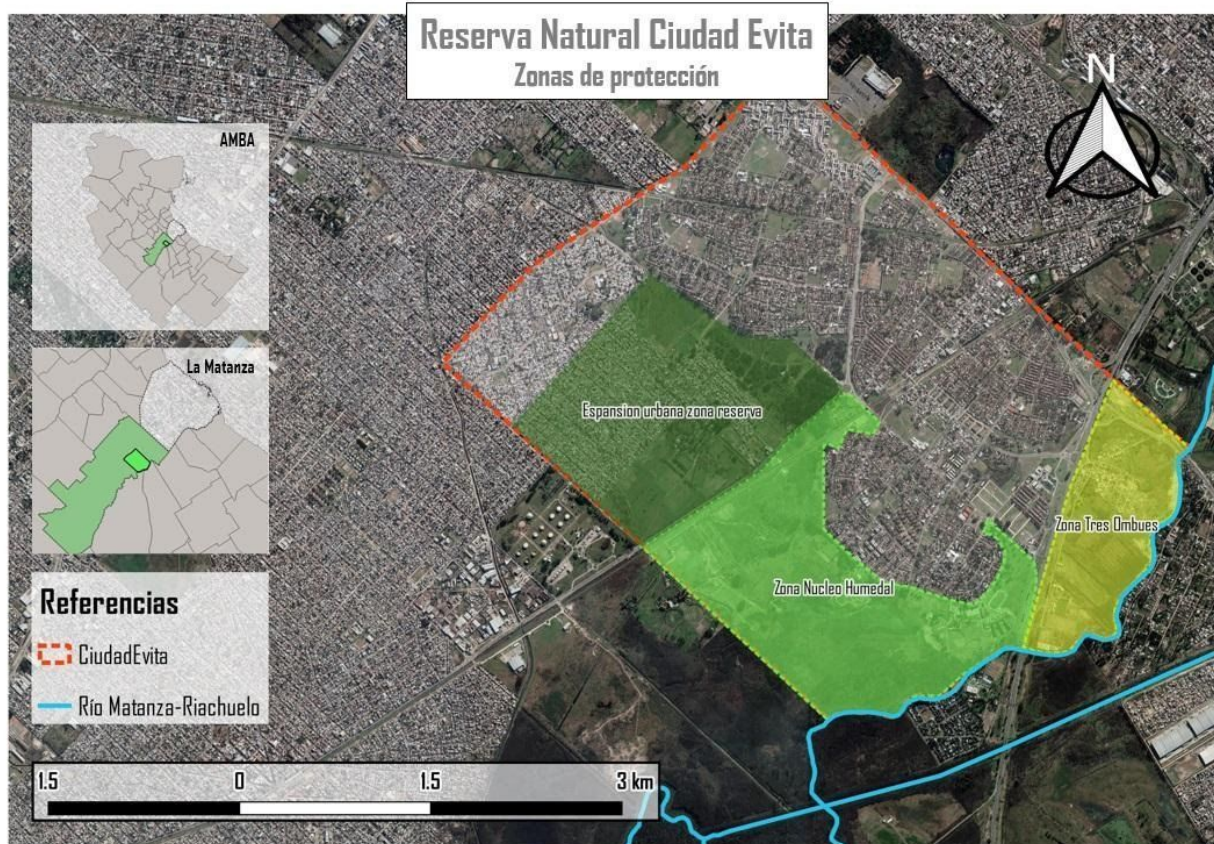 Reserva Natural Ciudad Evita
Zonas de protección
N
AMBA
La Matanza
Espansion urbana zona reserva
Zona Tres Ombues
Zona Nucleo Humedal
Referencias
CiudadEvita
Río Matanza-Riachuelo
1.5 0 1.5 3 km